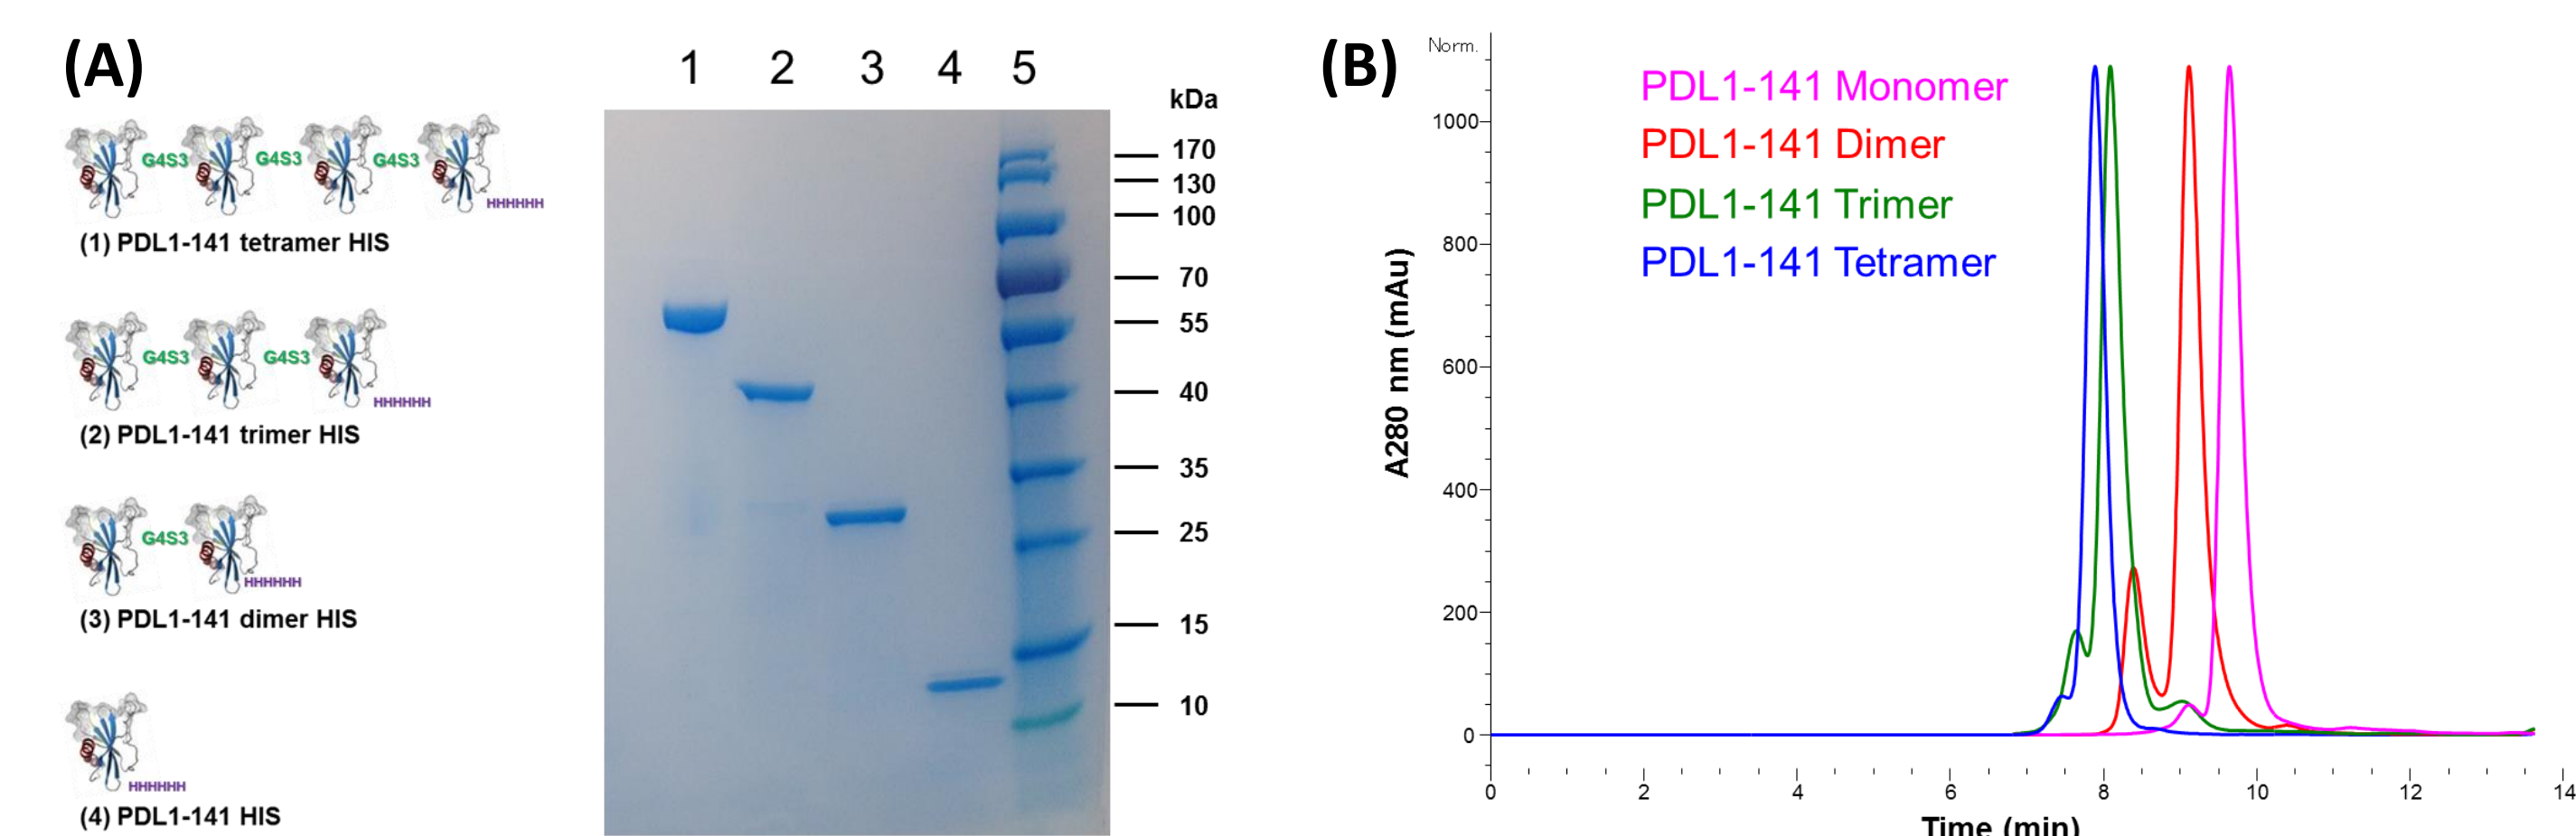 (A)
1 2 3 4 5
kDa
170
130
100
70
55
40
35
25
15
10
G4S3 G4S3 G4S3
HHHHHH
(1) PDL1-141 tetramer HIS
G4S3 G4S3
HHHHHH
(2) PDL1-141 trimer HIS
G4S3
HHHHHH
(3) PDL1-141 dimer HIS
HHHHHH
(4) PDL1-141 HIS
(B)
Norm.
PDL1-141 Monomer
PDL1-141 Dimer
PDL1-141 Trimer
PDL1-141 Tetramer
A280 nm (mAu)
1000
800
600
400
200
0
0 2 4 6 8 10 12 14
Time (min)